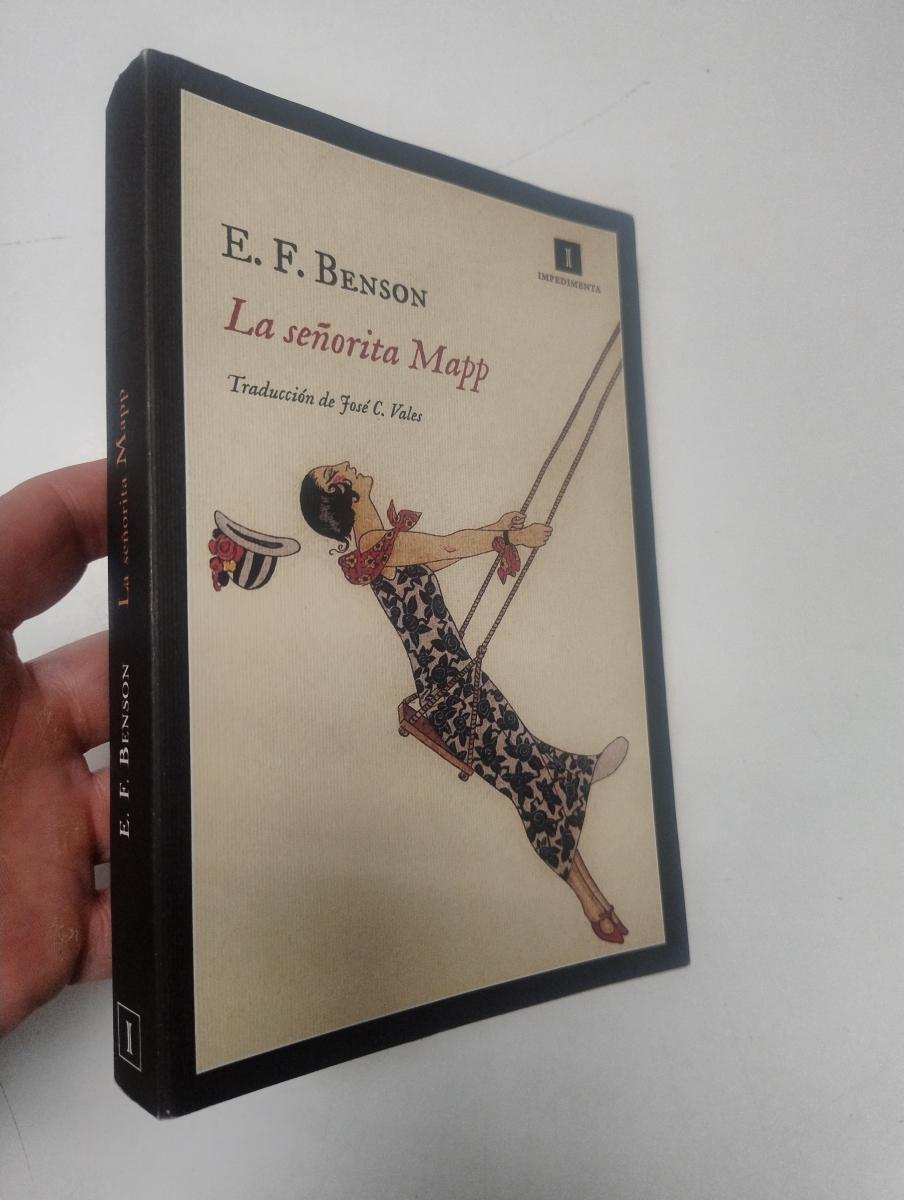 E. F. Benson
La señorita Mapp
Traducción de José C. Vales
IMPEDIMENTA
E. F. Benson La señorita Mapp